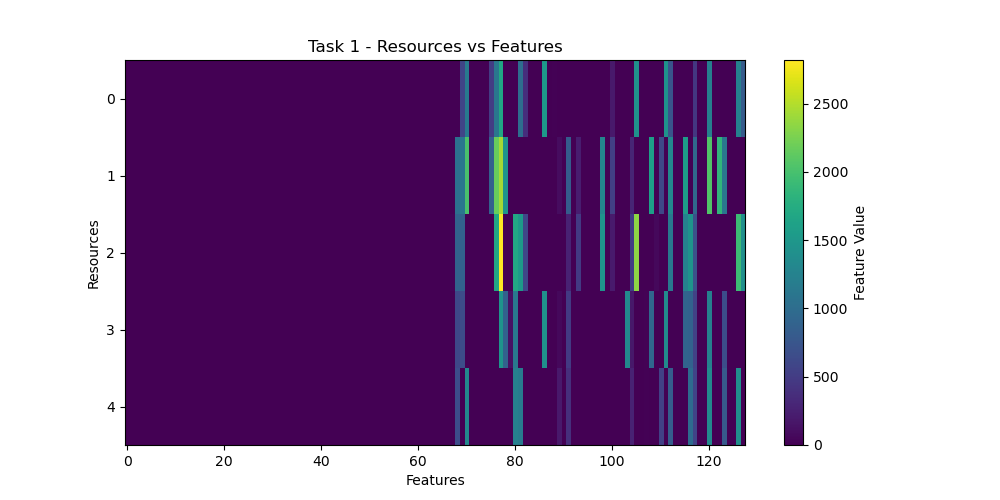 Task 1 - Resources vs Features
Resources
0
1
2
3
4
0 20 40 60 80 100 120
Features
2500
2000
1500
1000
500
0
Feature Value